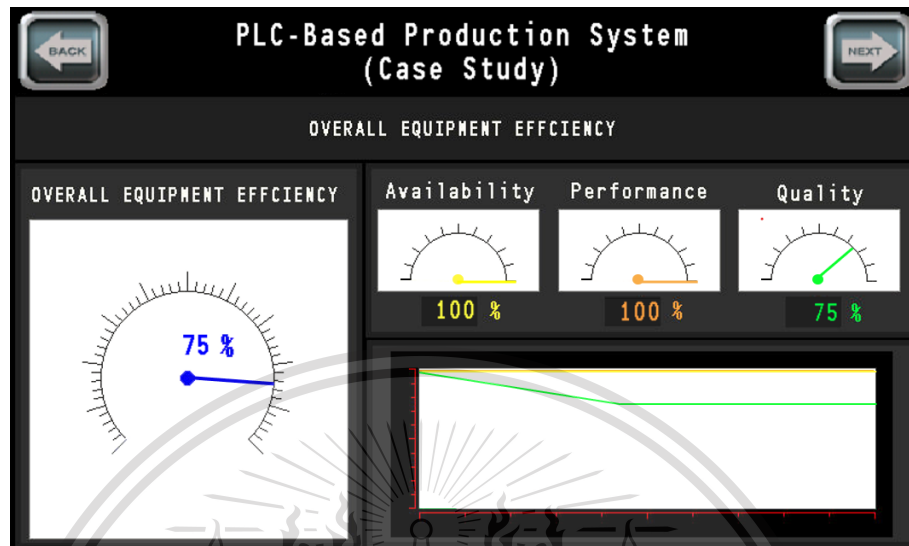 BACK
PLC-Based Production System
(Case Study)
NEXT
OVERALL EQUIPMENT EFFCIENCY
OVERALL EQUIPMENT EFFCIENCY
75 %
Availability
100 %
Performance
100 %
Quality
75 %